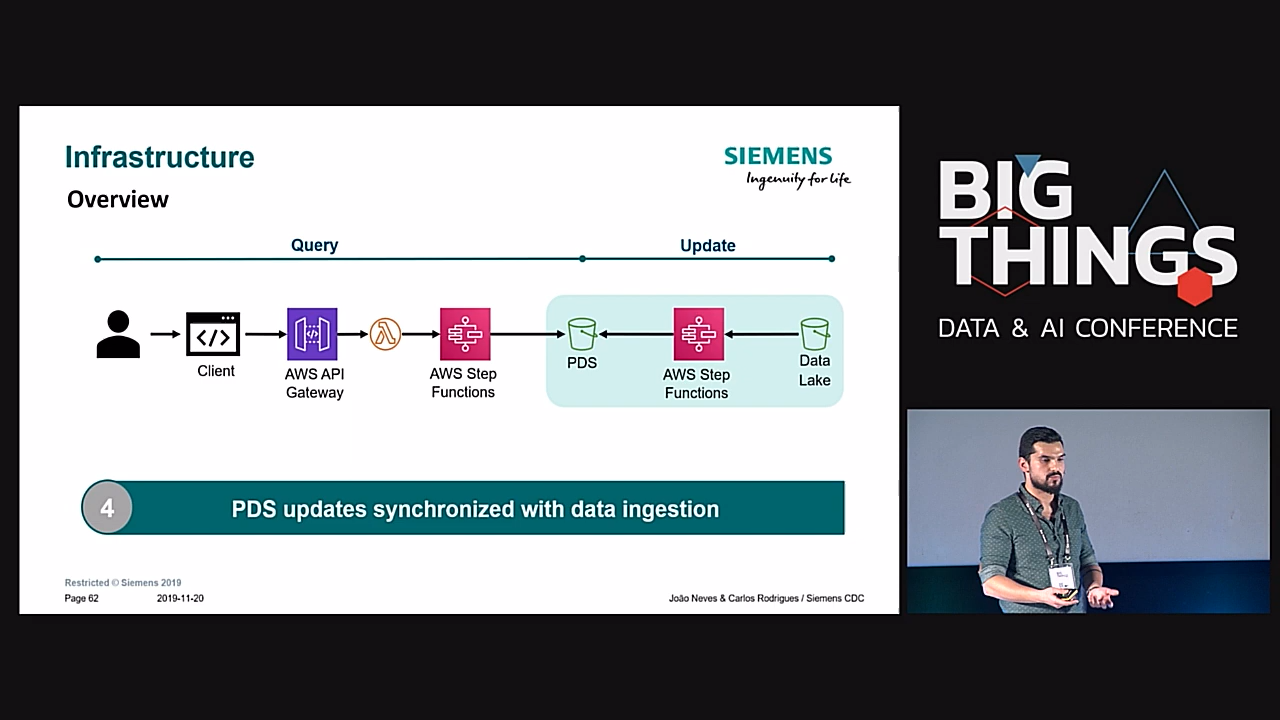 Infrastructure
Overview
SIEMENS
Ingenuity for life
Query
Update
Client
AWS API
Gateway
AWS Step
Functions
PDS
AWS Step
Functions
Data
Lake
4
PDS updates synchronized with data ingestion
Restricted © Siemens 2019
Page 62
2019-11-20
João Neves & Carlos Rodrigues / Siemens CDC
BIG
THINGS
DATA & AI CONFERENCE